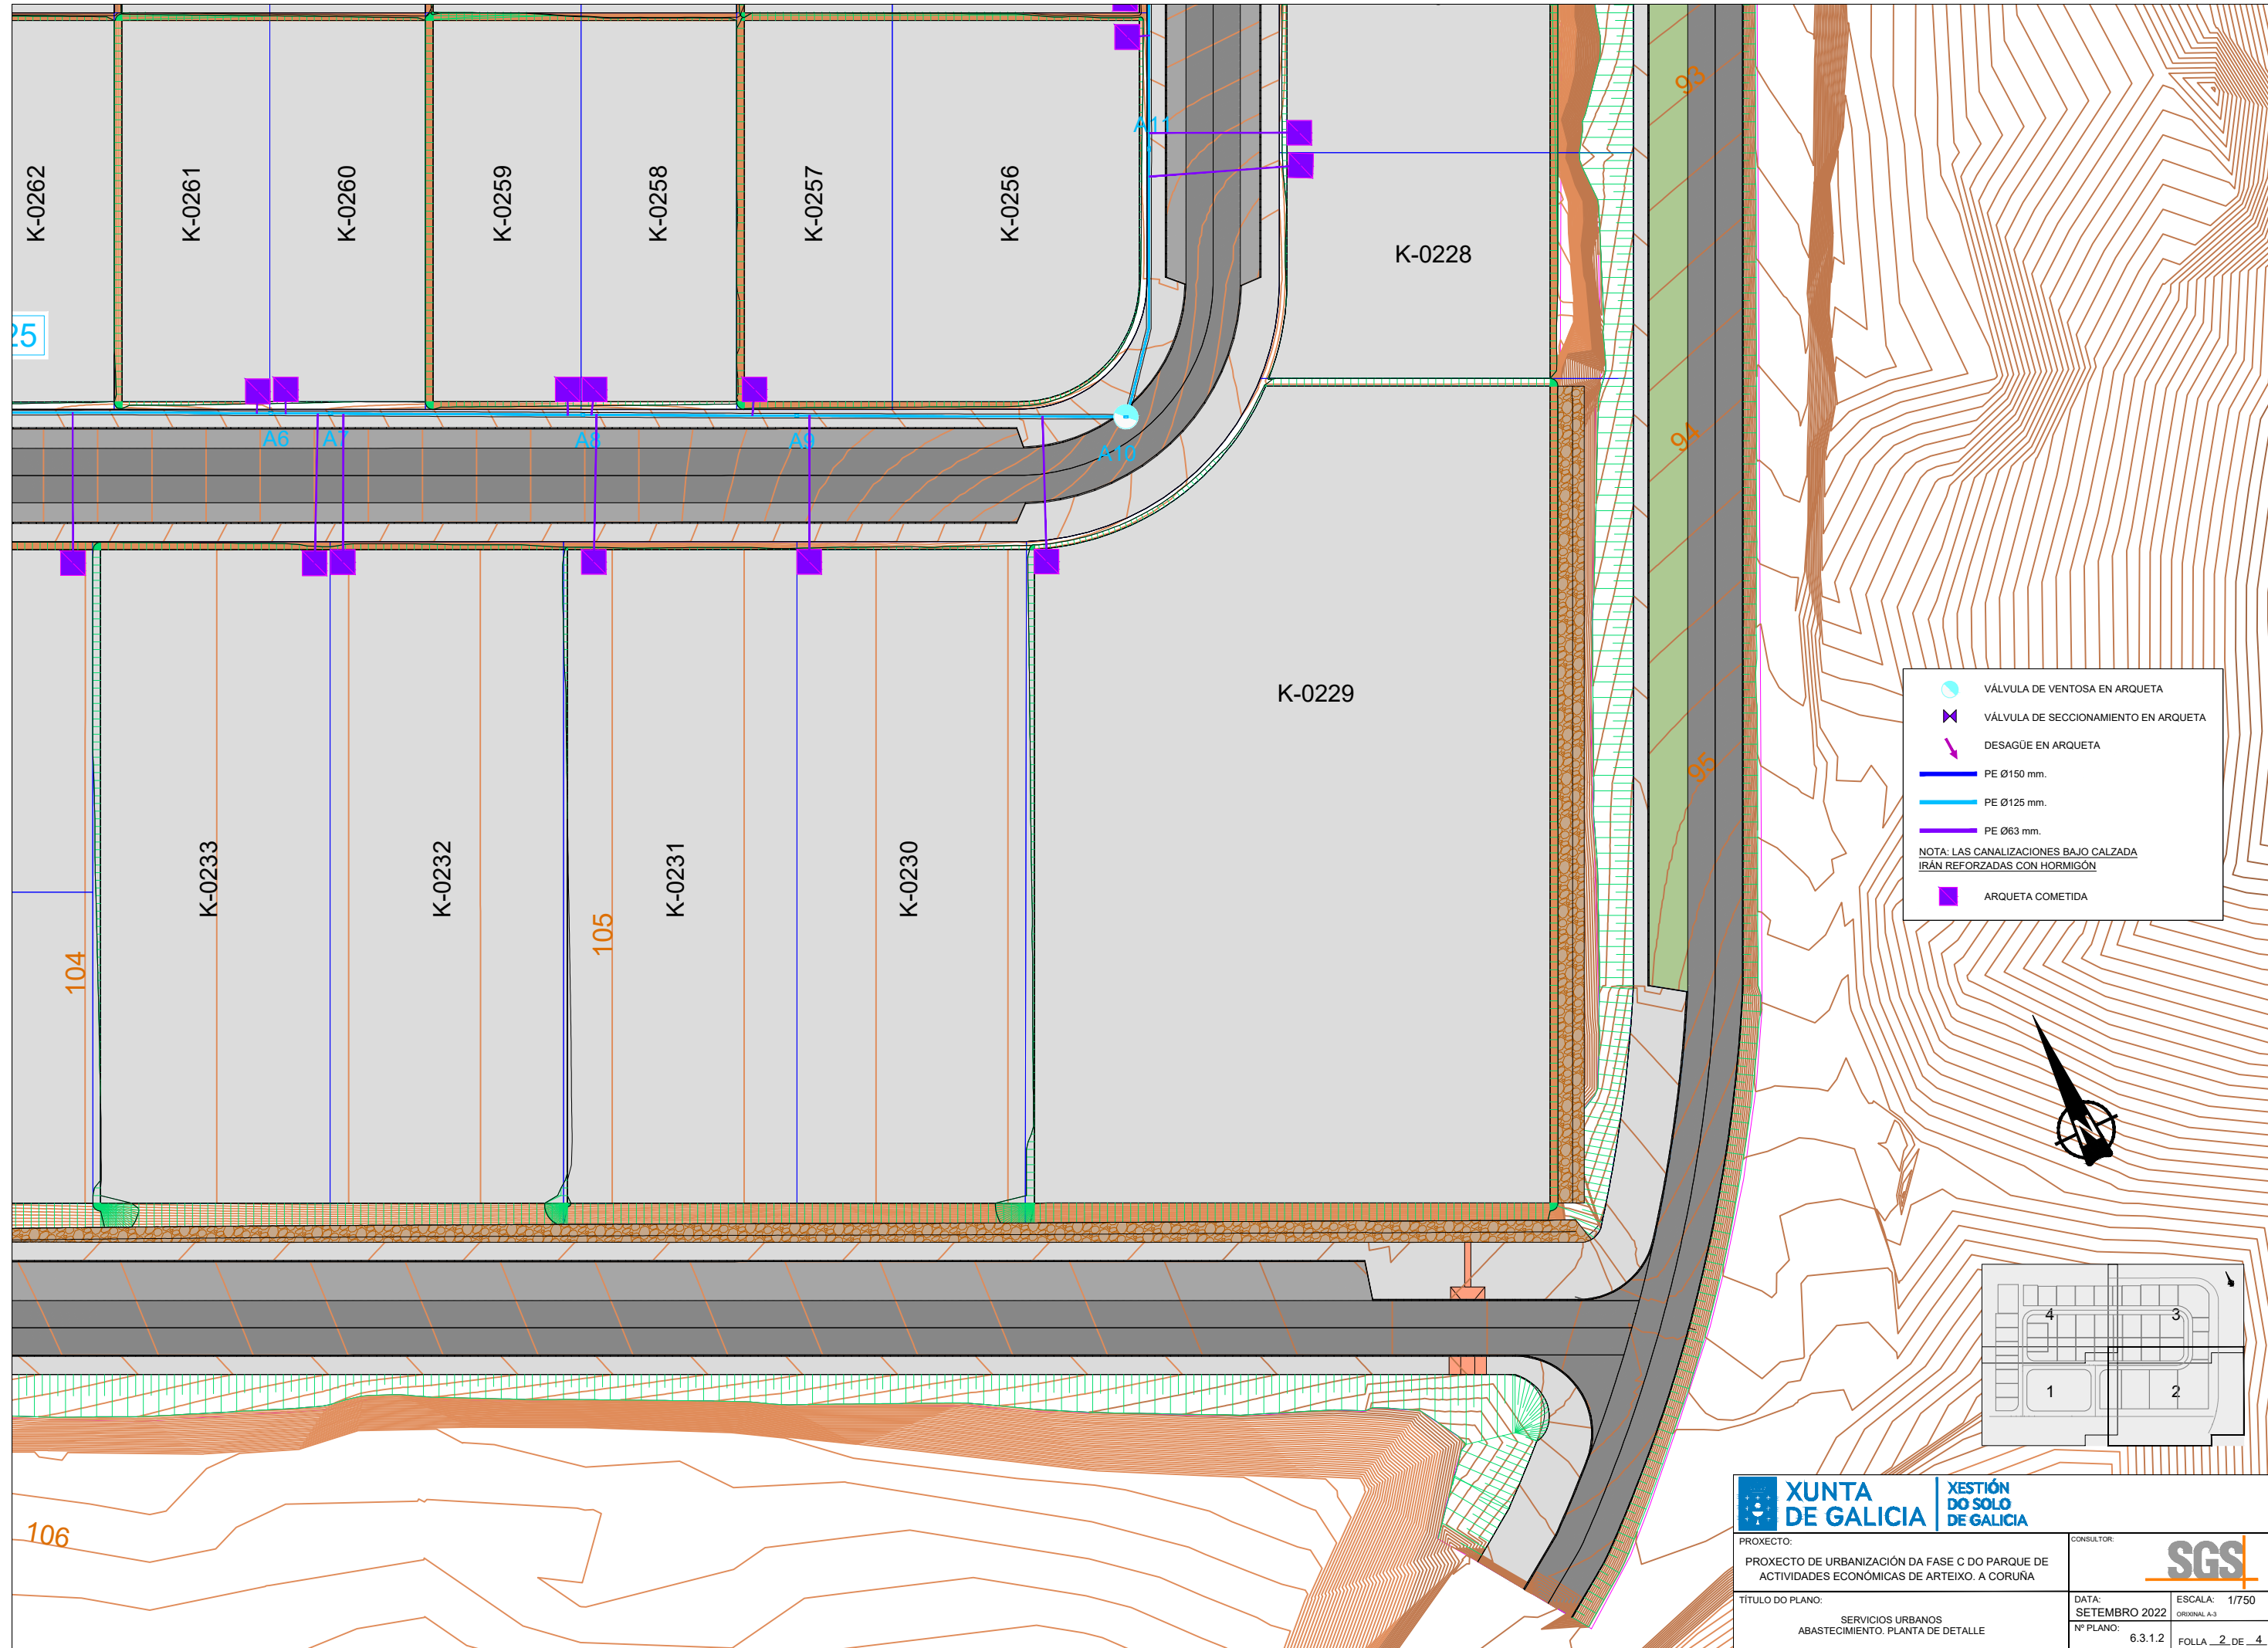 93
A11
K-0262
K-0261
K-0260
K-0259
K-0258
K-0257
K-0256
K-0228
25
A6
A7
A8
A9
A10
94
K-0229
VÁLVULA DE VENTOSA EN ARQUETA
VÁLVULA DE SECCIONAMIENTO EN ARQUETA
DESAGÜE EN ARQUETA
PE Ø150 mm.
PE Ø125 mm.
PE Ø63 mm.
NOTA: LAS CANALIZACIONES BAJO CALZADA
IRÁN REFORZADAS CON HORMIGÓN
ARQUETA COMETIDA
95
K-0233
K-0232
K-0231
K-0230
104
105
4
3
1
2
106
XUNTA
DE GALICIA
XESTIÓN
DO SOLO
DE GALICIA
PROXECTO:
PROXECTO DE URBANIZACIÓN DA FASE C DO PARQUE DE
ACTIVIDADES ECONÓMICAS DE ARTEIXO. A CORUÑA
CONSULTOR:
SGS
TÍTULO DO PLANO:
SERVICIOS URBANOS
ABASTECIMIENTO. PLANTA DE DETALLE
DATA:
SETEMBRO 2022
ESCALA: 1/750
ORIXINAL A-3
Nº PLANO:
6.3.1.2
FOLLA 2 DE 4